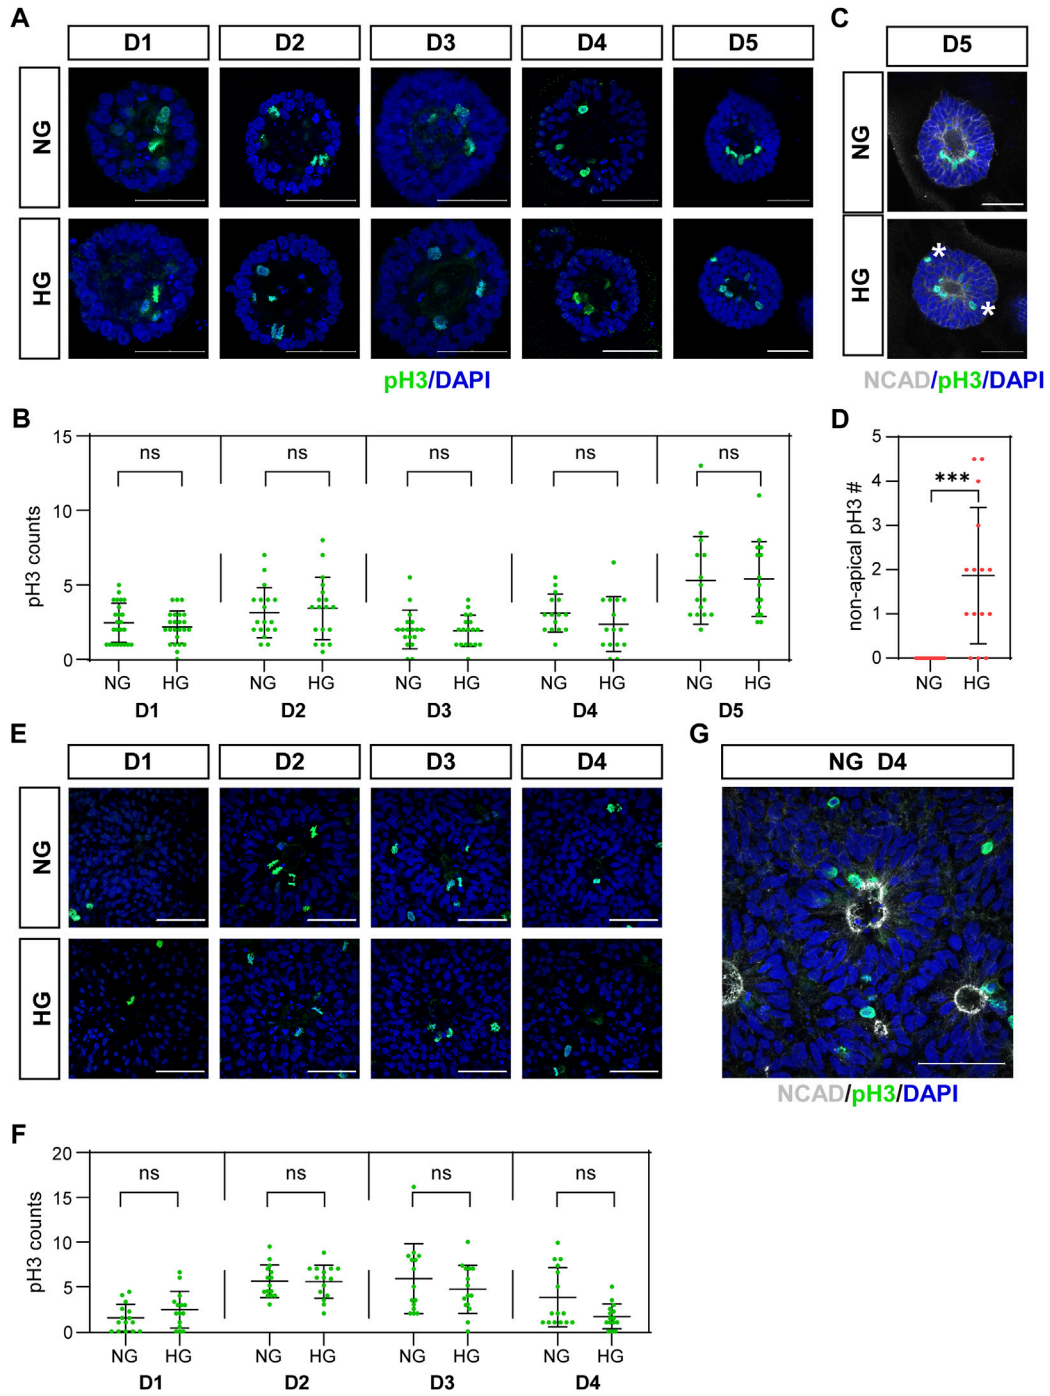 A
D1 D2 D3 D4 D5
NG
HG
pH3/DAPI
C
D5
NG
HG
*
*
NCAD/pH3/DAPI
B
15
10
5
0
pH3 counts
ns ns ns ns ns
NG HG NG HG NG HG NG HG NG HG
D1 D2 D3 D4 D5
D
5
4
3
2
1
0
non-apical pH3 #
***
NG HG
E
D1 D2 D3 D4
NG
HG
G
NG D4
NCAD/pH3/DAPI
F
20
15
10
5
0
pH3 counts
ns ns ns ns
NG HG NG HG NG HG NG HG
D1 D2 D3 D4